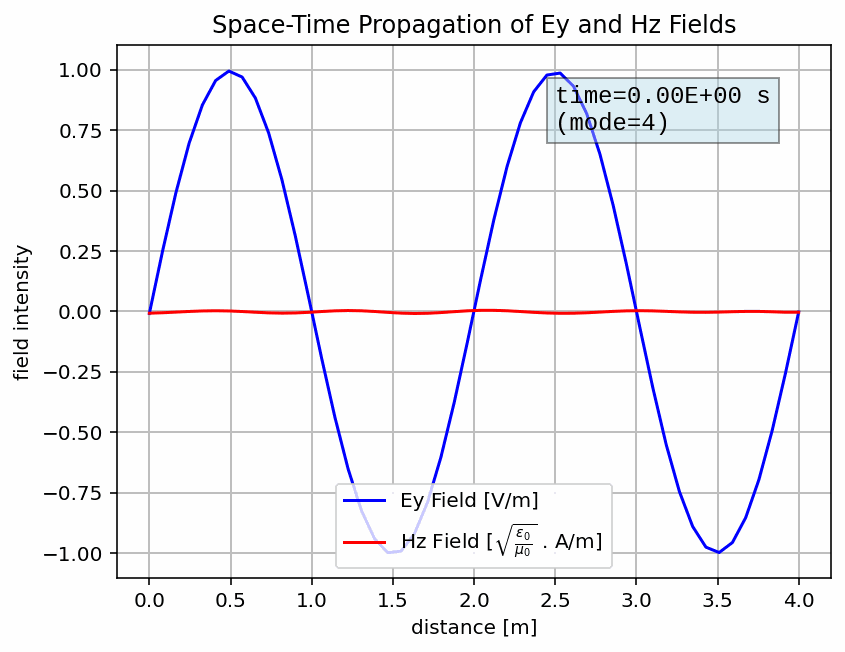 Space-Time Propagation of Ey and Hz Fields
time=0.00E+00 s
(mode=4)
1.00
0.75
0.50
0.25
0.00
−0.25
−0.50
−0.75
−1.00
field intensity
Ey Field [V/m]
Hz Field [√(ε₀/μ₀) . A/m]
0.0 0.5 1.0 1.5 2.0 2.5 3.0 3.5 4.0
distance [m]